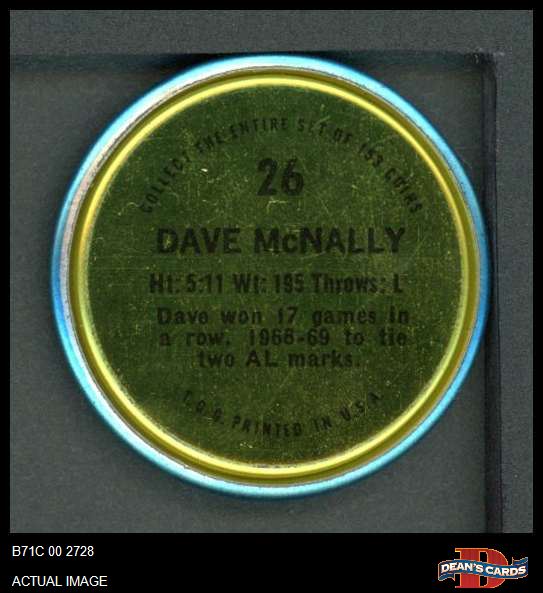 COLLECT THE ENTIRE SET OF 153 COINS
26
DAVE McNALLY
Ht: 5:11 Wt: 195 Throws: L
Dave won 17 games in
a row, 1968-69 to tie
two AL marks.
T.C.G. PRINTED IN U.S.A.
B71C 00 2728
ACTUAL IMAGE
D
DEAN'S CARDS